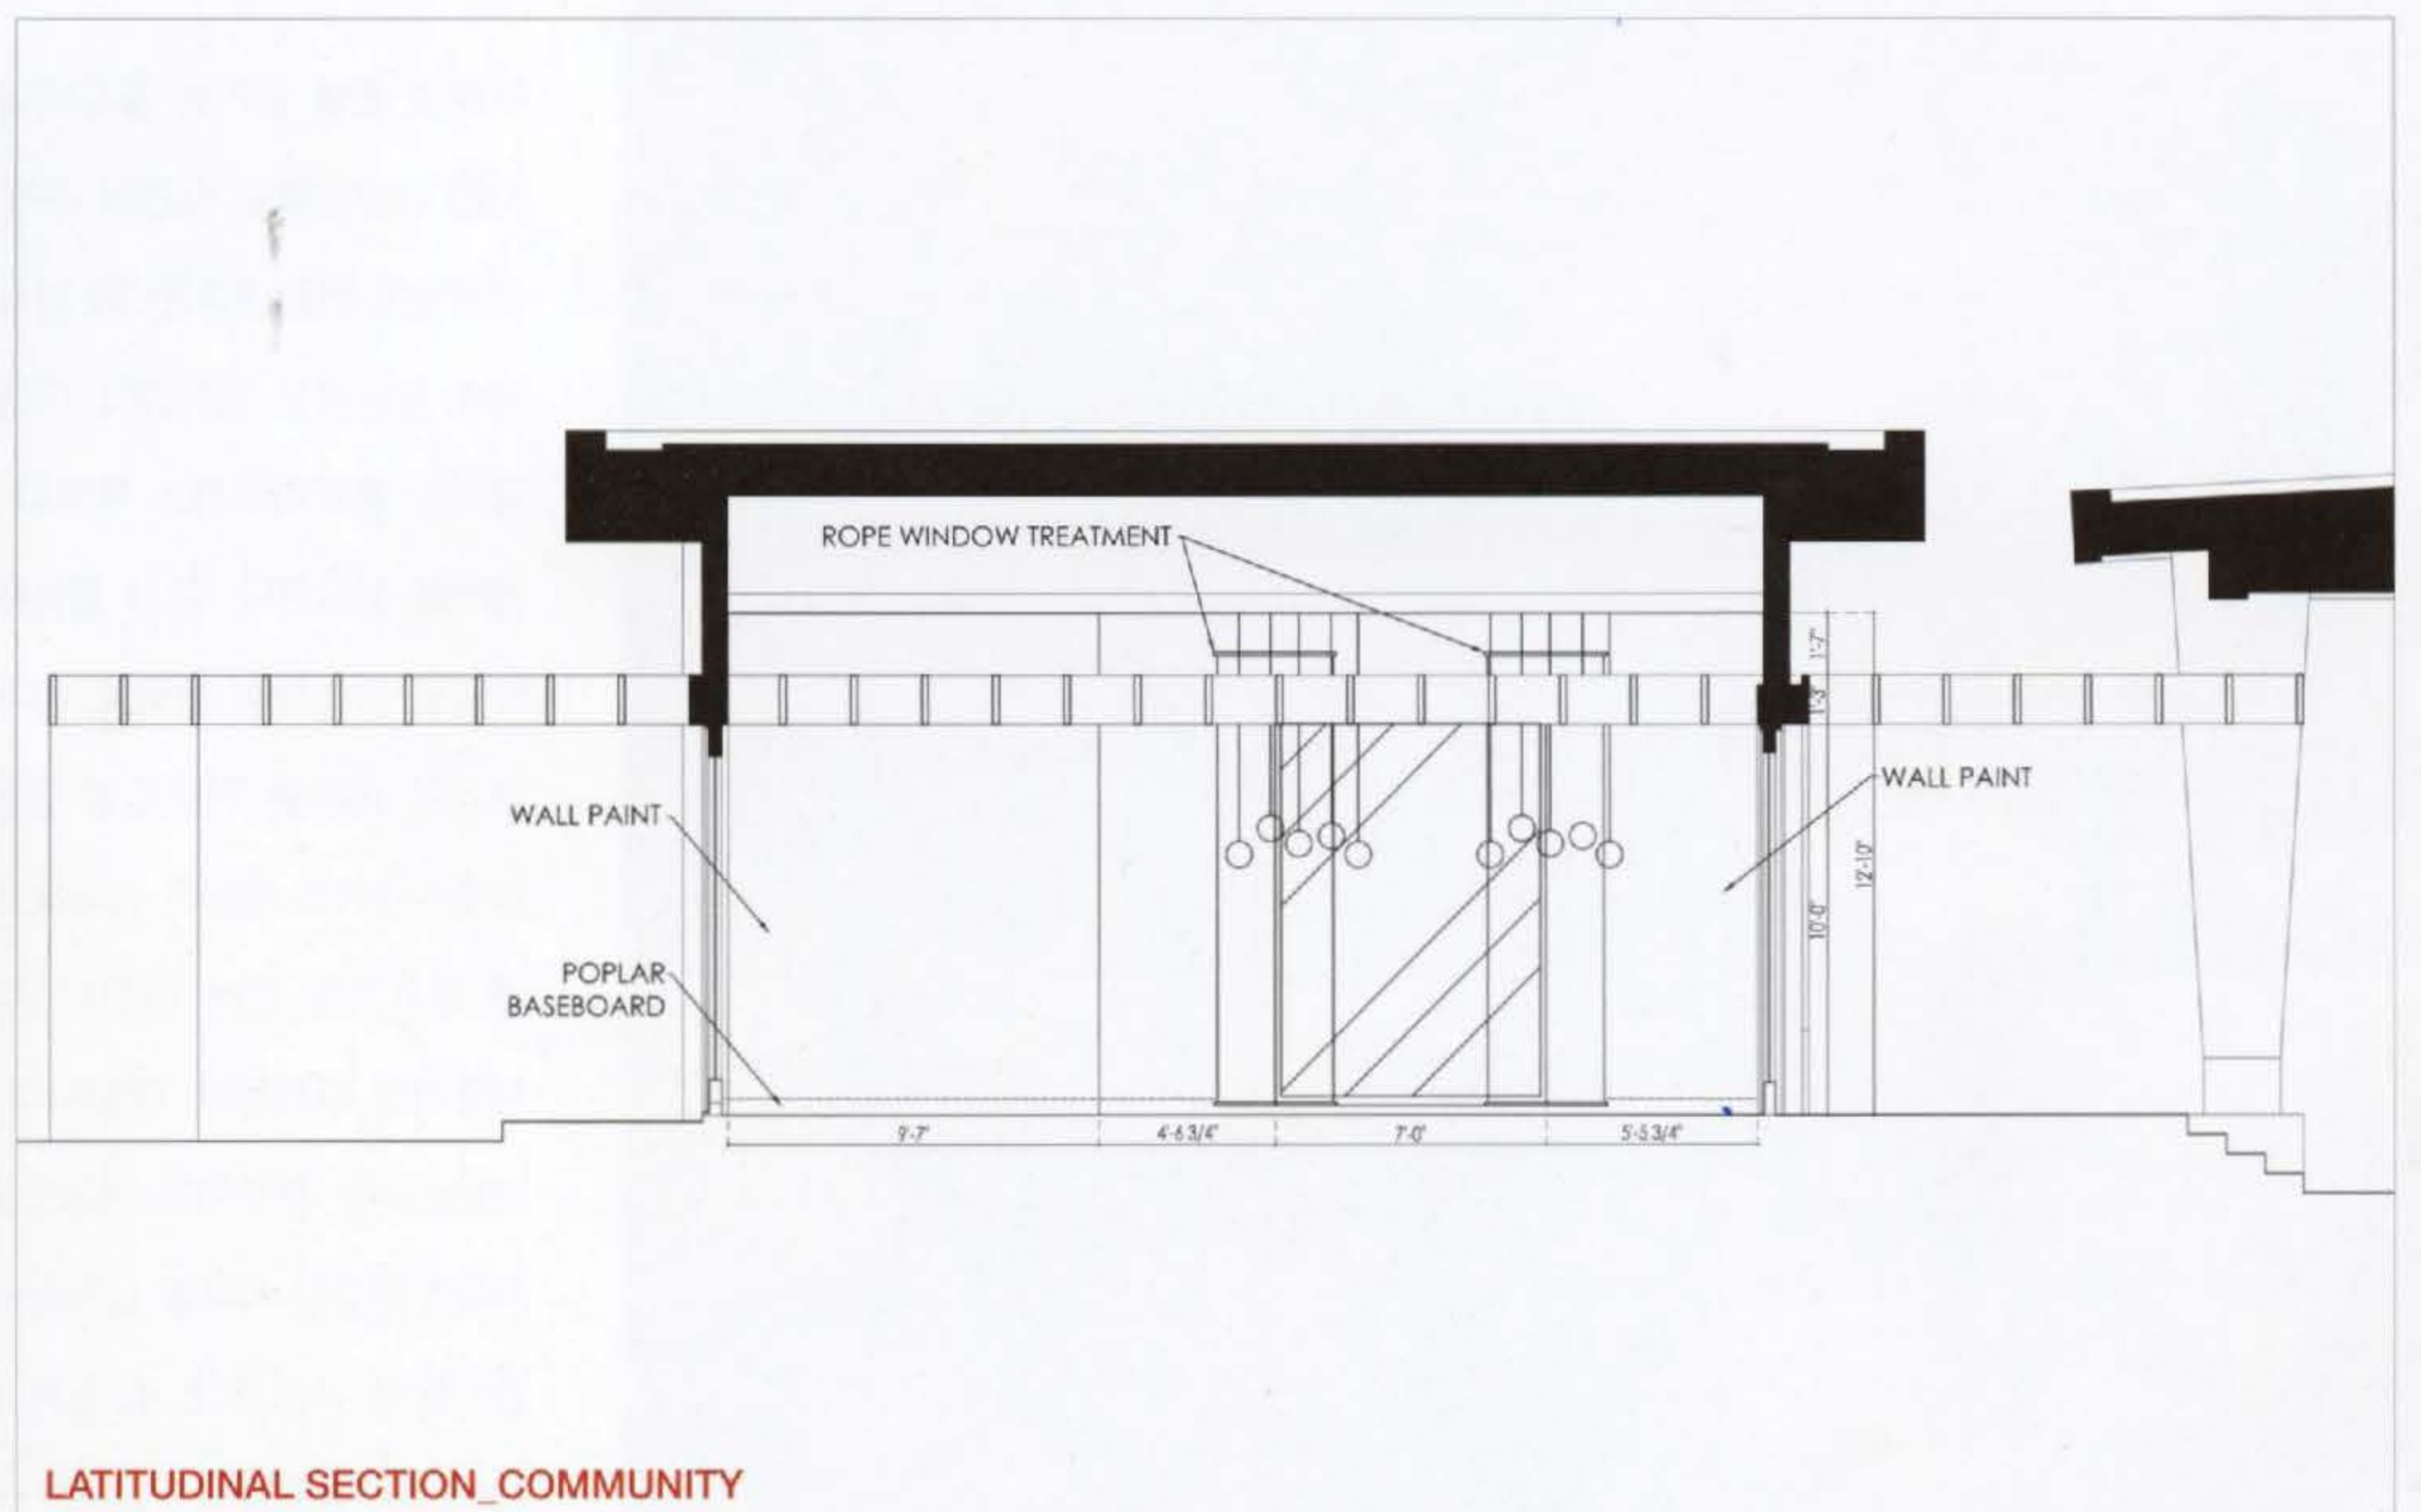 ROPE WINDOW TREATMENT
1'-7"
1'-3"
WALL PAINT
WALL PAINT
12'-10"
10'-0"
POPLAR
BASEBOARD
9'-7"
4'-6 3/4"
7'-0"
5'-5 3/4"
LATITUDINAL SECTION_COMMUNITY